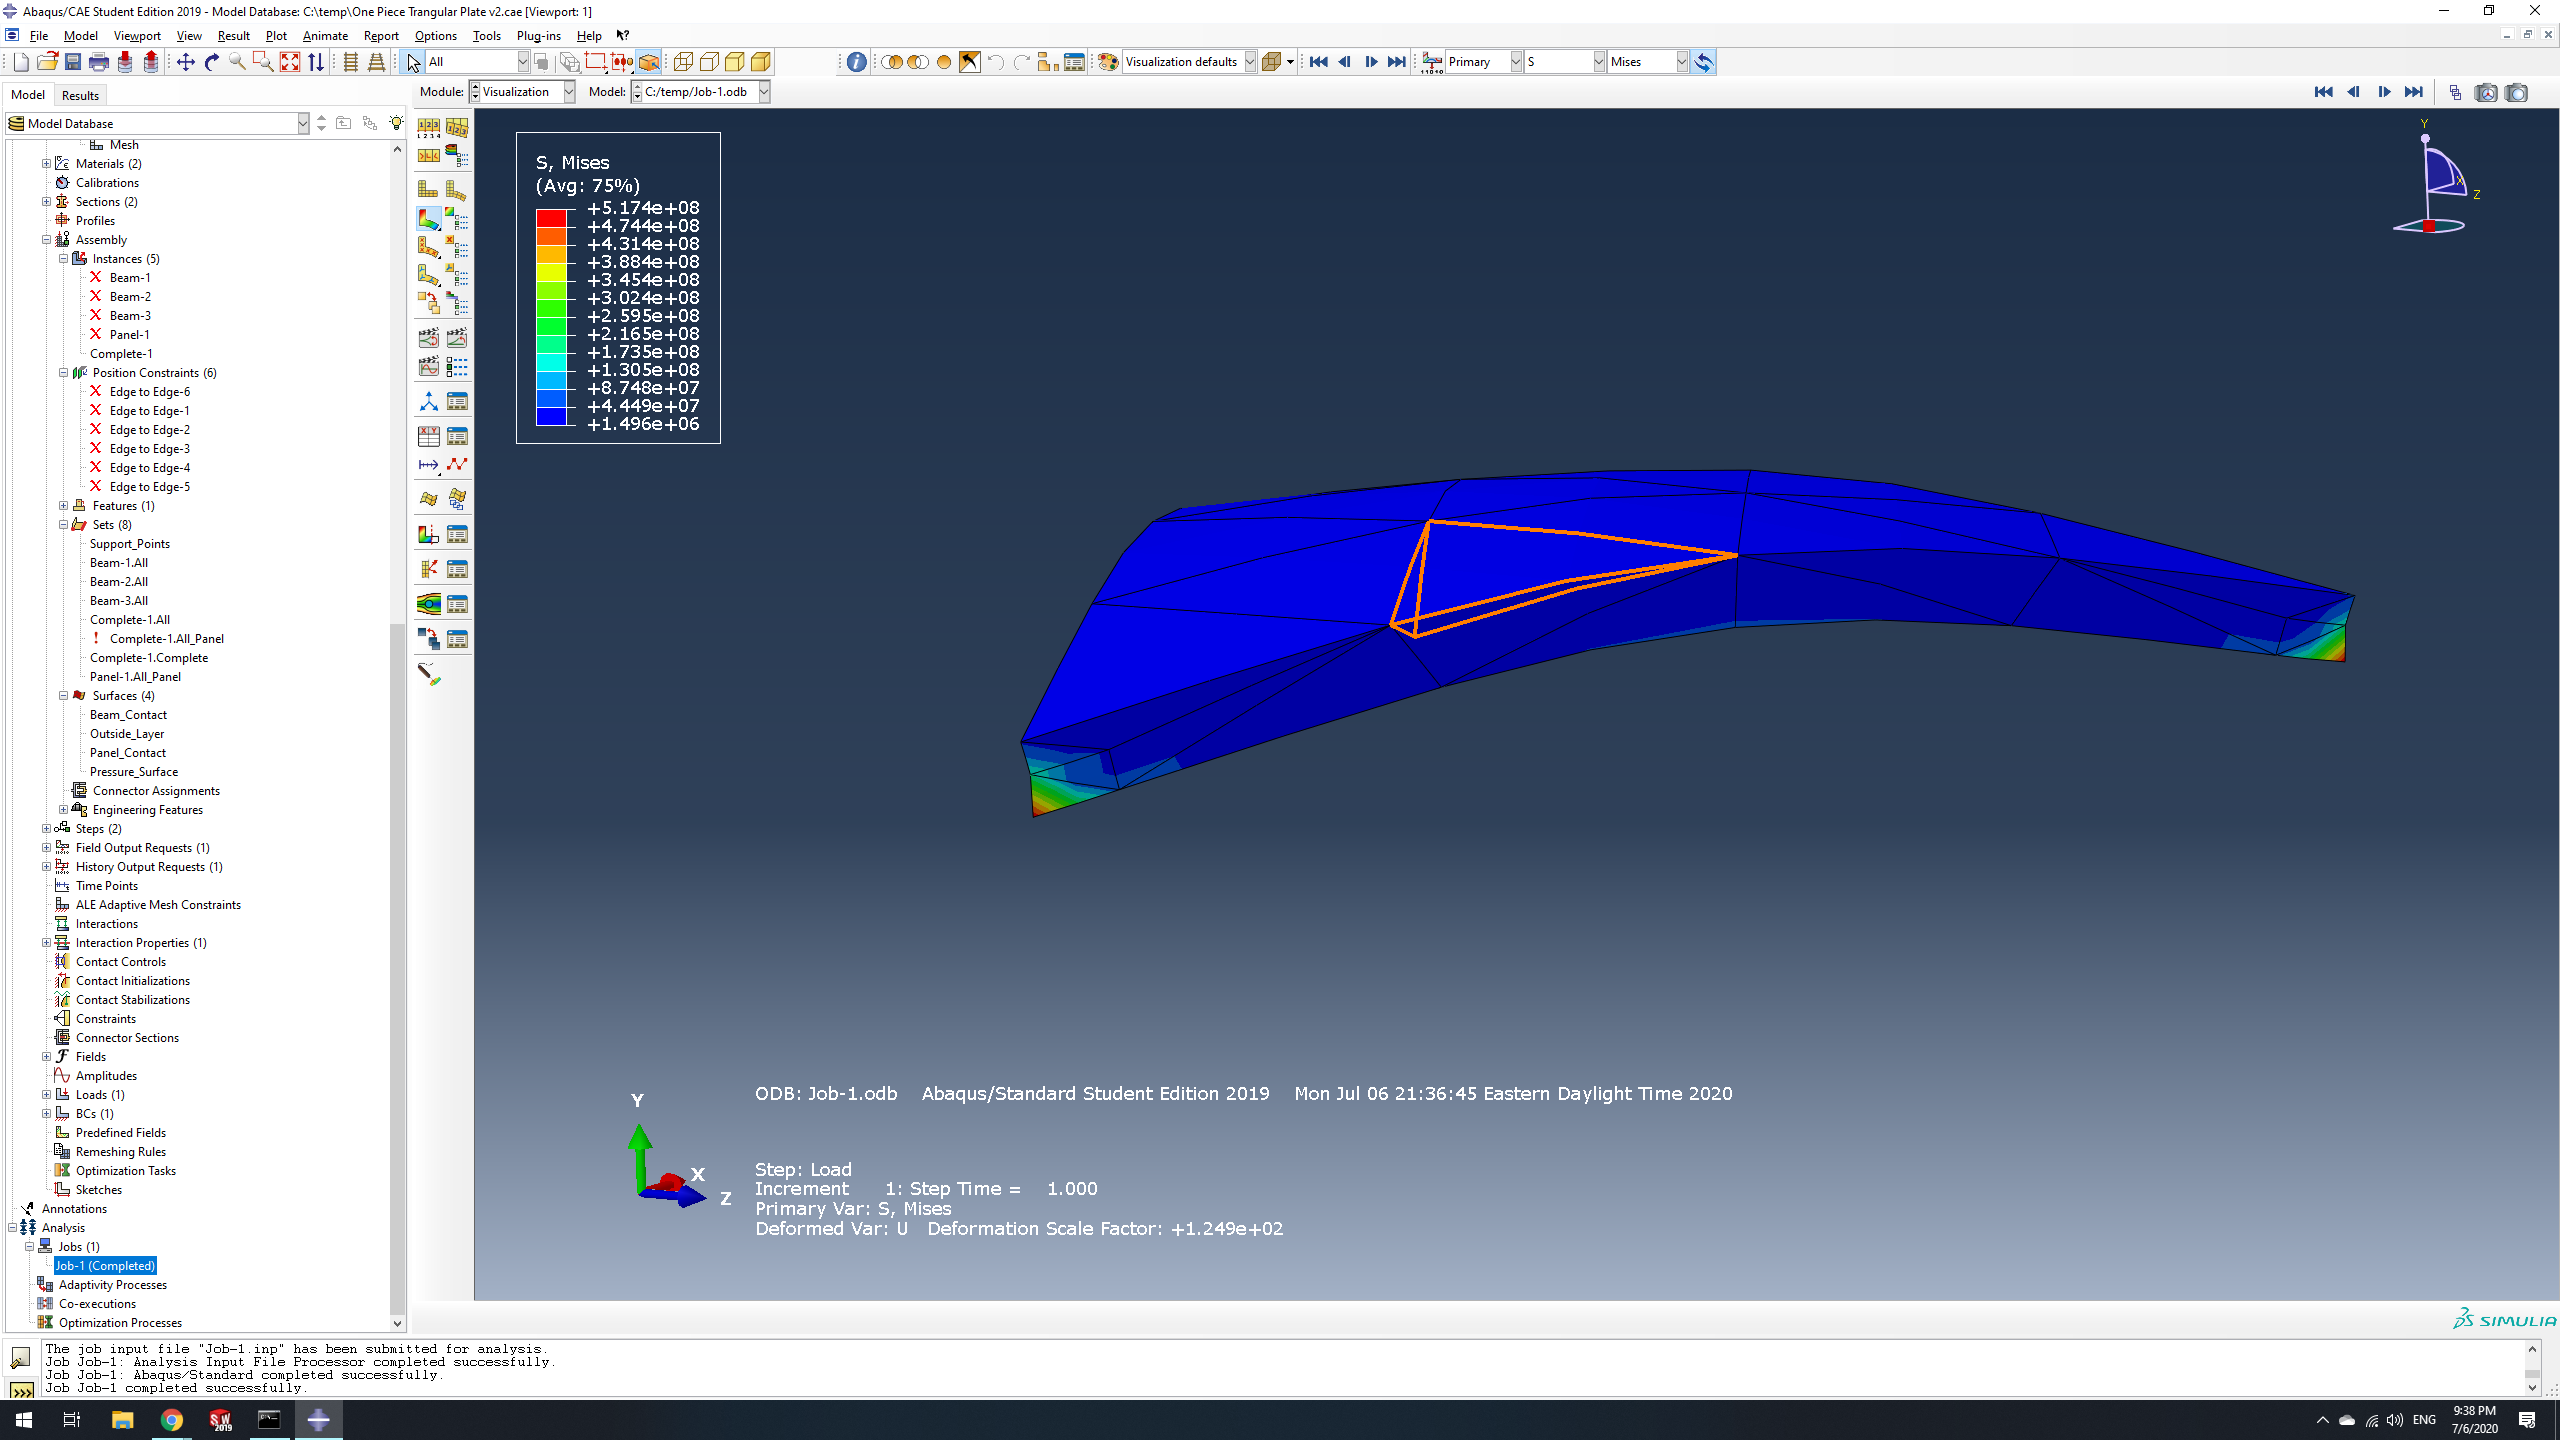 Abaqus/CAE Student Edition 2019 - Model Database: C:\temp\One Piece Trangular Plate v2.cae [Viewport: 1]
File Model Viewport View Result Plot Options Animate Report Options Tools Plug-ins Help
All Visualization defaults Primary S Mises
Model Results Module: Visualization Model: C:/temp/Job-1.odb
Model Database
Mesh
Materials (2)
Calibrations
Sections (2)
Profiles
Assembly
Instances (5)
Beam-1
Beam-2
Beam-3
Panel-1
Complete-1
Position Constraints (6)
Edge to Edge-6
Edge to Edge-1
Edge to Edge-2
Edge to Edge-3
Edge to Edge-4
Edge to Edge-5
Features (1)
Sets (8)
Support_Points
Beam-1.All
Beam-2.All
Beam-3.All
Complete-1.All
Complete-1.All_Panel
Complete-1.Complete
Panel-1.All_Panel
Surfaces (4)
Beam_Contact
Outside_Layer
Panel_Contact
Pressure_Surface
Connector Assignments
Engineering Features
Steps (2)
Field Output Requests (1)
History Output Requests (1)
Time Points
ALE Adaptive Mesh Constraints
Interactions
Interaction Properties (1)
Contact Controls
Contact Initializations
Contact Stabilizations
Constraints
Connector Sections
Fields
Amplitudes
Loads (1)
BCs (1)
Predefined Fields
Remeshing Rules
Optimization Tasks
Sketches
Annotations
Analysis
Jobs (1)
Job-1 (Completed)
Adaptivity Processes
Co-executions
Optimization Processes
S, Mises
(Avg: 75%)
+5.174e+08
+4.744e+08
+4.314e+08
+3.884e+08
+3.454e+08
+3.024e+08
+2.595e+08
+2.165e+08
+1.735e+08
+1.305e+08
+8.748e+07
+4.449e+07
+1.496e+06
Y
X
Z
Y
X
Z
ODB: Job-1.odb Abaqus/Standard Student Edition 2019 Mon Jul 06 21:36:45 Eastern Daylight Time 2020
Step: Load
Increment 1: Step Time = 1.000
Primary Var: S, Mises
Deformed Var: U Deformation Scale Factor: +1.249e+02
SIMULIA
The job input file "Job-1.inp" has been submitted for analysis.
Job Job-1: Analysis Input File Processor completed successfully.
Job Job-1: Abaqus/Standard completed successfully.
Job Job-1 completed successfully.
ENG
9:38 PM
7/6/2020